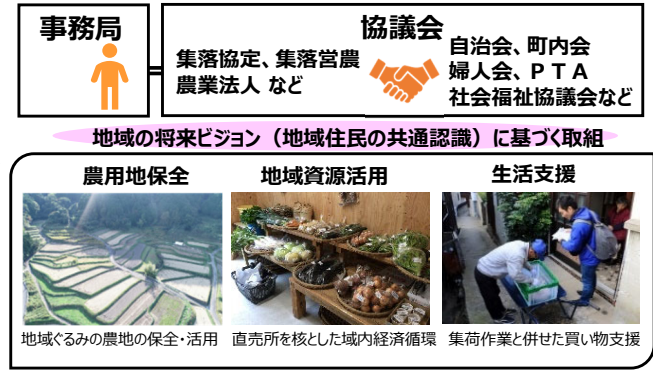 事務局
協議会
集落協定、集落営農
農業法人 など
自治会、町内会
婦人会、ＰＴＡ
社会福祉協議会など
地域の将来ビジョン（地域住民の共通認識）に基づく取組
農用地保全
地域資源活用
生活支援
地域ぐるみの農地の保全・活用
直売所を核とした域内経済循環
集荷作業と併せた買い物支援